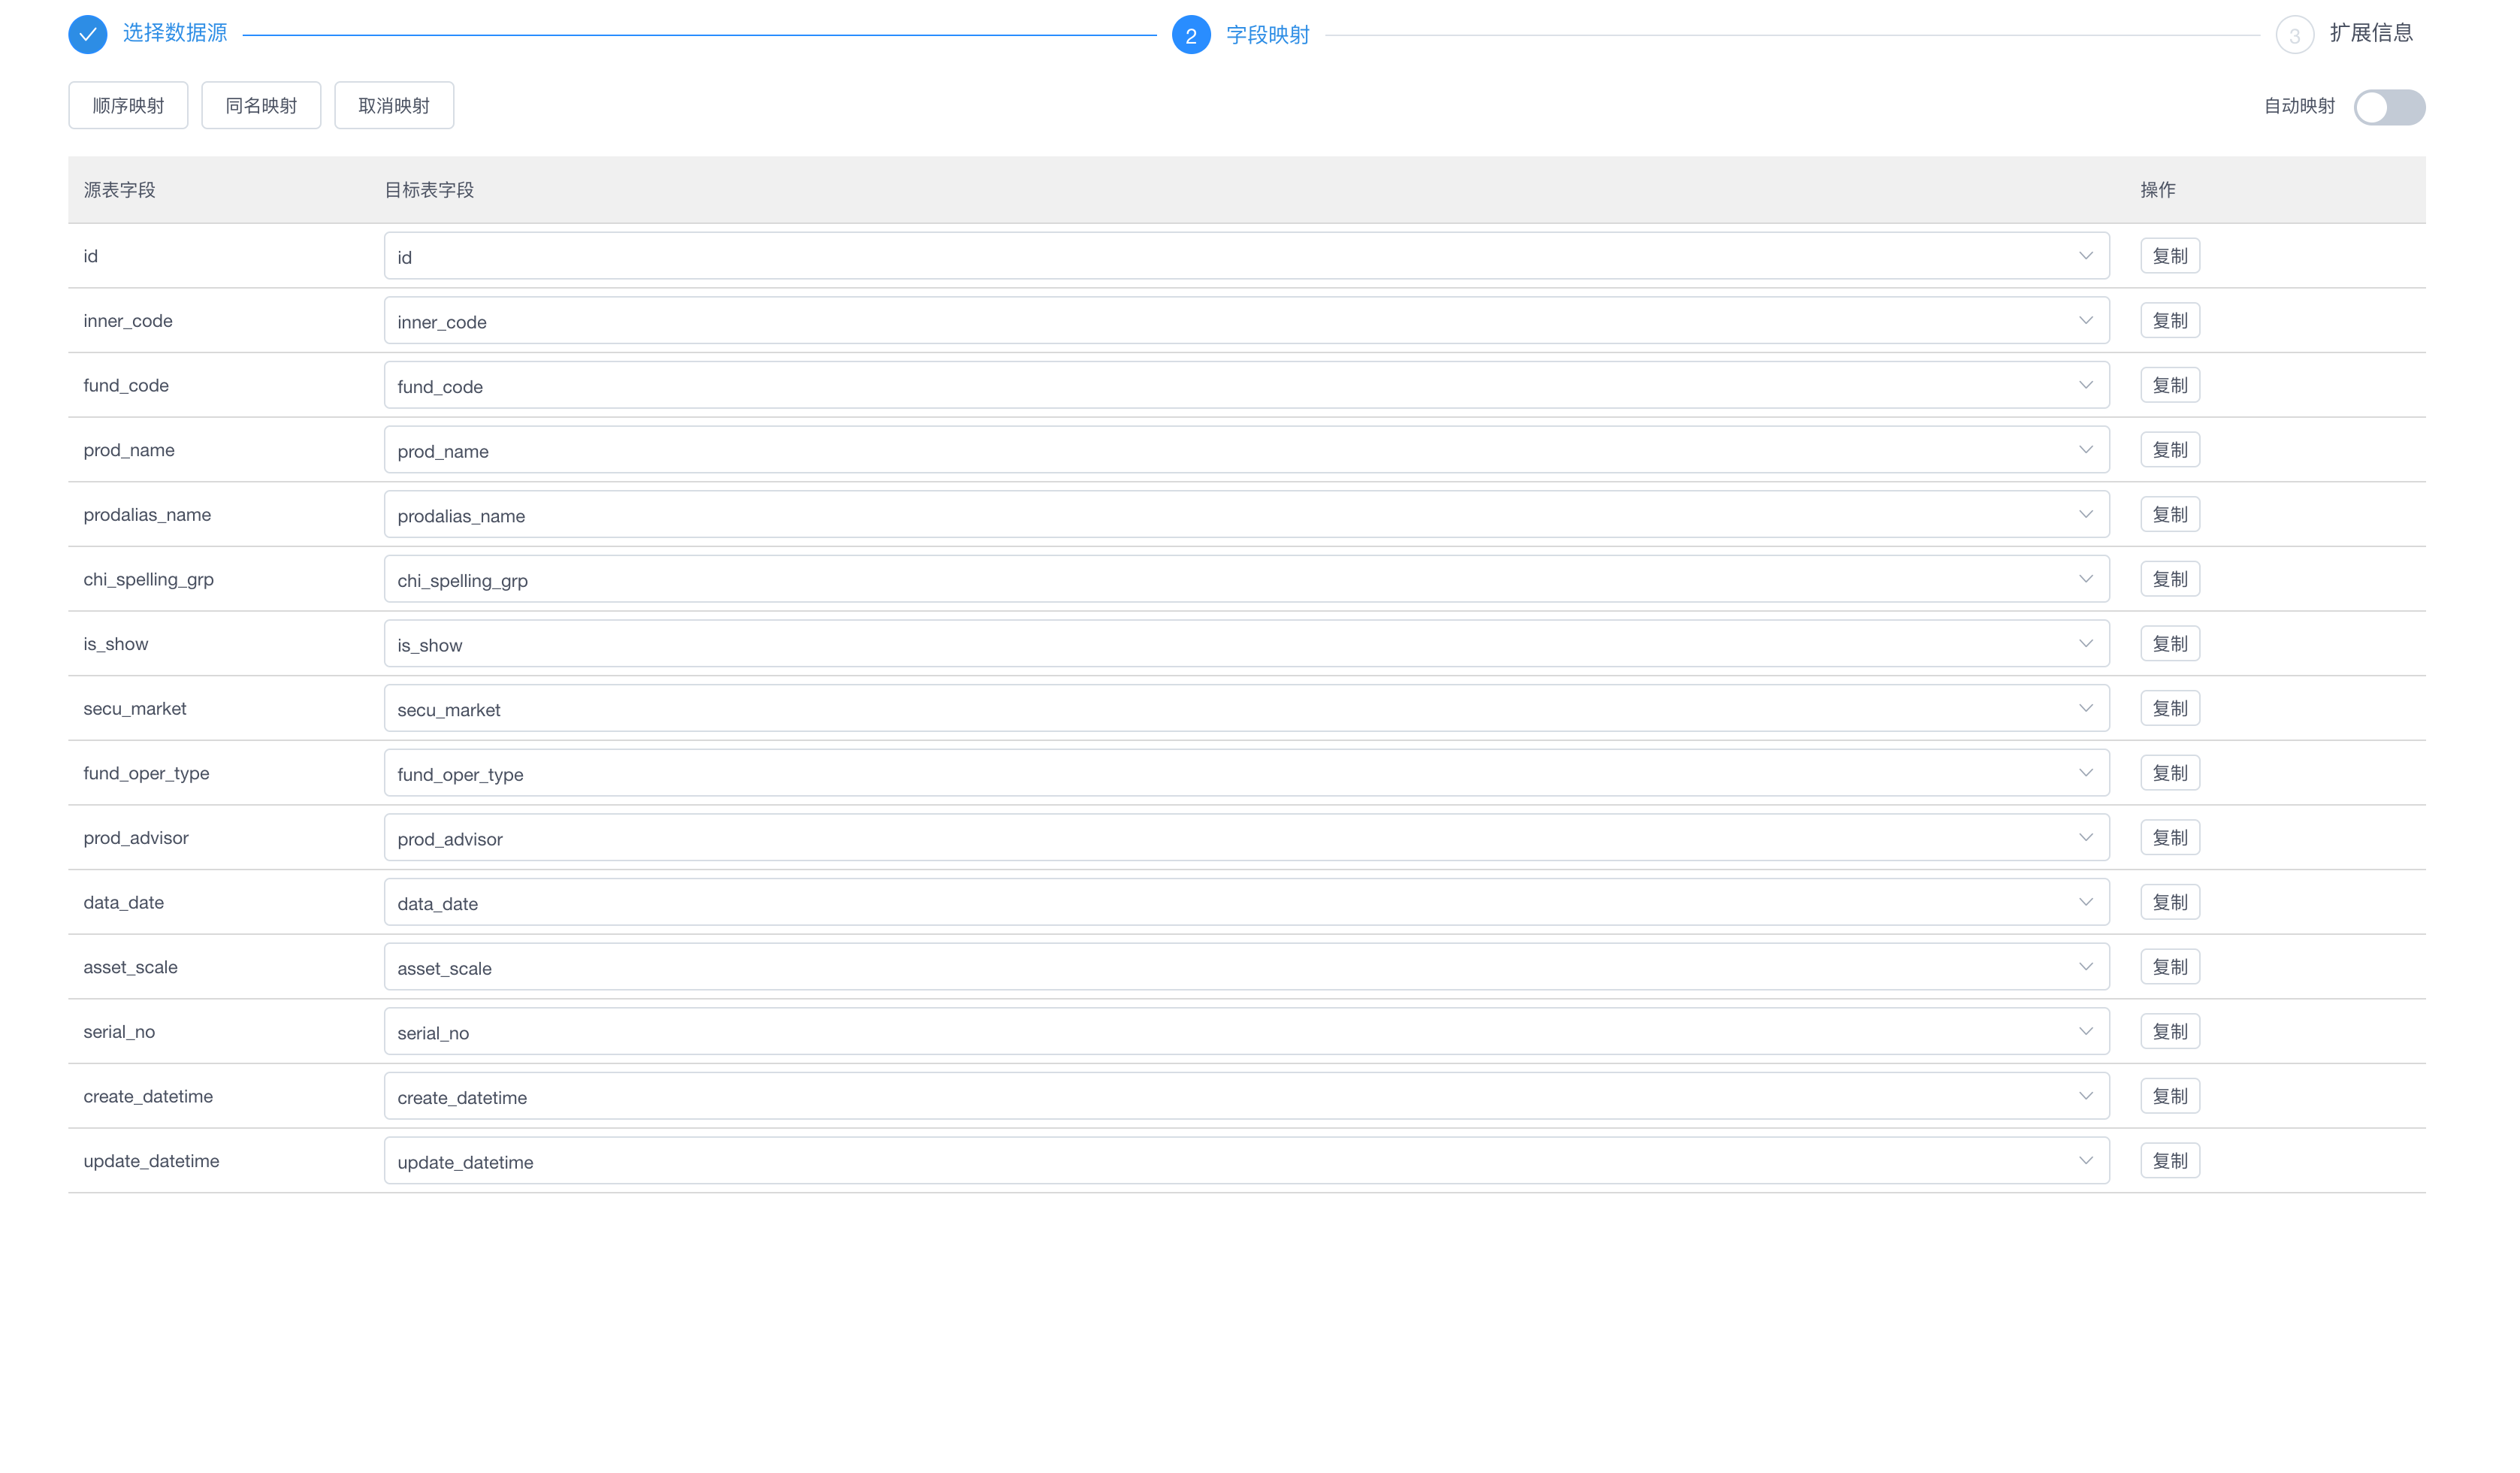 选择数据源 2 字段映射 3 扩展信息
顺序映射 同名映射 取消映射 自动映射
源表字段 目标表字段 操作
id id 复制
inner_code inner_code 复制
fund_code fund_code 复制
prod_name prod_name 复制
prodalias_name prodalias_name 复制
chi_spelling_grp chi_spelling_grp 复制
is_show is_show 复制
secu_market secu_market 复制
fund_oper_type fund_oper_type 复制
prod_advisor prod_advisor 复制
data_date data_date 复制
asset_scale asset_scale 复制
serial_no serial_no 复制
create_datetime create_datetime 复制
update_datetime update_datetime 复制